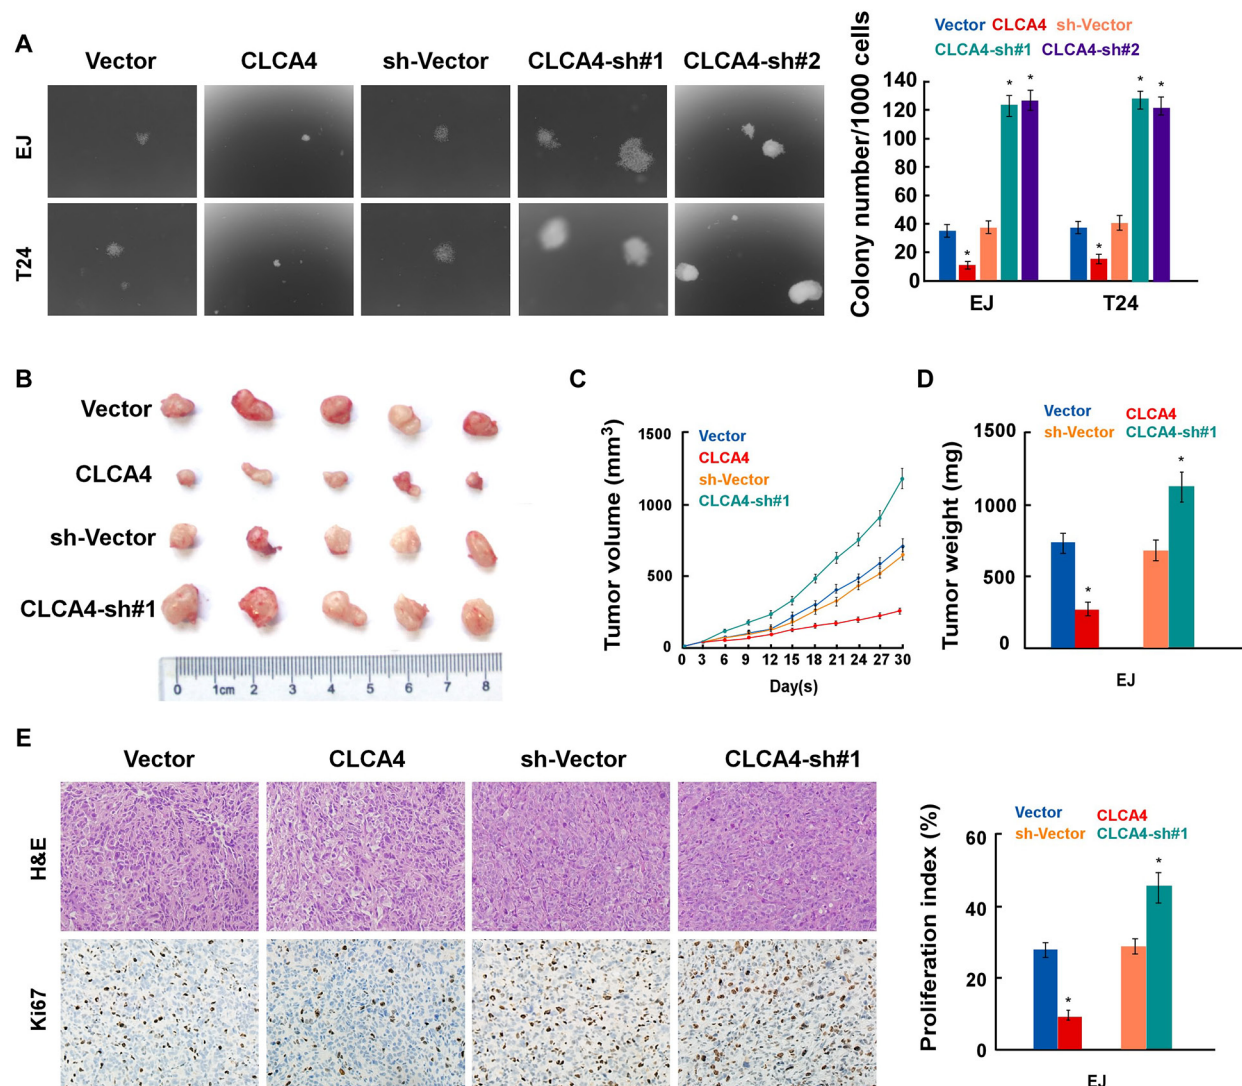 A
Vector CLCA4 sh-Vector CLCA4-sh#1 CLCA4-sh#2
EJ
T24
Vector CLCA4 sh-Vector
CLCA4-sh#1 CLCA4-sh#2
Colony number/1000 cells
140
120
100
80
60
40
20
0
* * * * * *
EJ T24
B
Vector
CLCA4
sh-Vector
CLCA4-sh#1
0 1cm 2 3 4 5 6 7 8
C
Tumor volume (mm3)
1500
1000
500
0
Vector
CLCA4
sh-Vector
CLCA4-sh#1
0 3 6 9 12 15 18 21 24 27 30
Day(s)
D
Vector CLCA4
sh-Vector CLCA4-sh#1
Tumor weight (mg)
1500
1000
500
0
* *
EJ
E
Vector CLCA4 sh-Vector CLCA4-sh#1
H&E
Ki67
Vector CLCA4
sh-Vector CLCA4-sh#1
Proliferation index (%)
60
40
20
0
* *
EJ